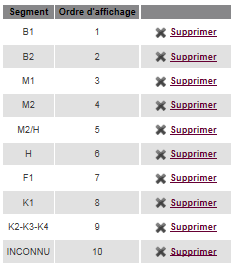 Segment Ordre d'affichage
B1 1 Supprimer
B2 2 Supprimer
M1 3 Supprimer
M2 4 Supprimer
M2/H 5 Supprimer
H 6 Supprimer
F1 7 Supprimer
K1 8 Supprimer
K2-K3-K4 9 Supprimer
INCONNU 10 Supprimer